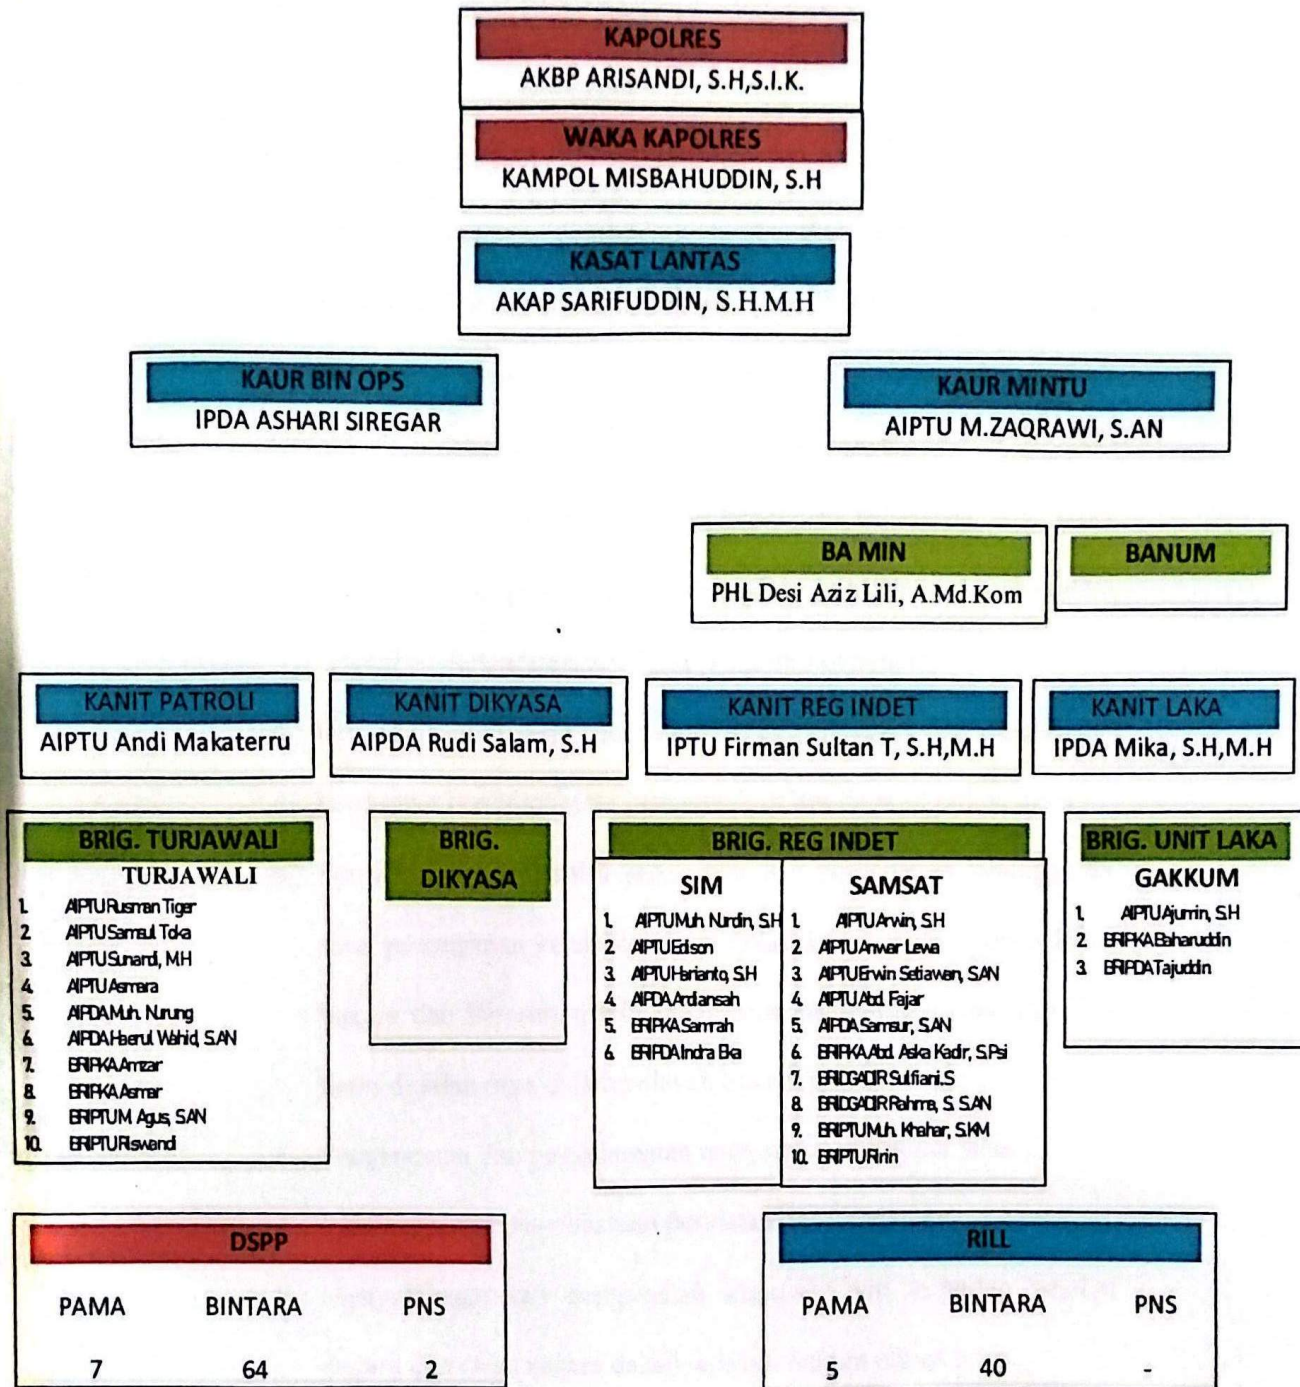 KAPOLRES
AKBP ARISANDI, S.H,S.I.K.
WAKA KAPOLRES
KAMPOL MISBAHUDDIN, S.H
KASAT LANTAS
AKAP SARIFUDDIN, S.H.M.H
KAUR BIN OPS
IPDA ASHARI SIREGAR
KAUR MINTU
AIPTU M.ZAQRAWI, S.AN
BA MIN
PHL Desi Aziz Lili, A.Md.Kom
BANUM
KANIT PATROLI
AIPTU Andi Makaterru
KANIT DIKYASA
AIPDA Rudi Salam, S.H
KANIT REG INDET
IPTU Firman Sultan T, S.H,M.H
KANIT LAKA
IPDA Mika, S.H,M.H
BRIG. TURJAWALI
TURJAWALI
1. AIPTU Rusman Tiger
2. AIPTU Samsul Toka
3. AIPTU Sunardi, MH
4. AIPTU Asmara
5. AIPDA Muh. Nurung
6. AIPDA Haerul Wahid, S.AN
7. BRIPKA Amzar
8. BRIPKA Asmar
9. BRIPTU M. Agus, S.AN
10. BRIPTU Riswandi
BRIG.
DIKYASA
BRIG. REG INDET
SIM
1. AIPTU Muh. Nurdin, S.H
2. AIPTU Edison
3. AIPTU Harianto, S.H
4. AIPDA Ardiansah
5. BRIPKA Samrah
6. BRIPDA Indra Eka
SAMSAT
1. AIPTU Arwin, S.H
2. AIPTU Anwar Lewa
3. AIPTU Erwin Setiawan, S.AN
4. AIPTU Abd. Fajar
5. AIPDA Samsur, S.AN
6. BRIPKA Abd. Aska Kadir, S.Psi
7. BRIDGADIR Sulfiani.S
8. BRIDGADIR Rahma, S. S.AN
9. BRIPTU Muh. Khahar, S.KM
10. BRIPTU Ririn
BRIG. UNIT LAKA
GAKKUM
1. AIPTU Ajumrin, S.H
2. BRIPKA Baharuddin
3. BRIPDA Tajuddin
DSPP
PAMA BINTARA PNS
7 64 2
RILL
PAMA BINTARA PNS
5 40 -